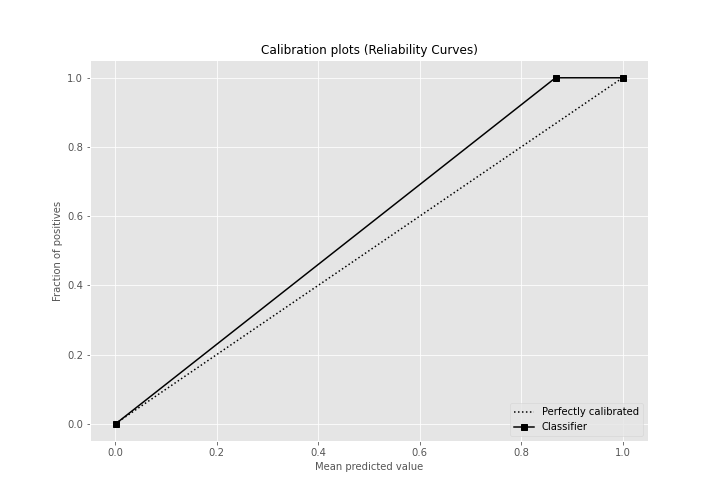 Calibration plots (Reliability Curves)
1.0
0.8
0.6
0.4
0.2
0.0
Fraction of positives
0.0 0.2 0.4 0.6 0.8 1.0
Mean predicted value
Perfectly calibrated
Classifier